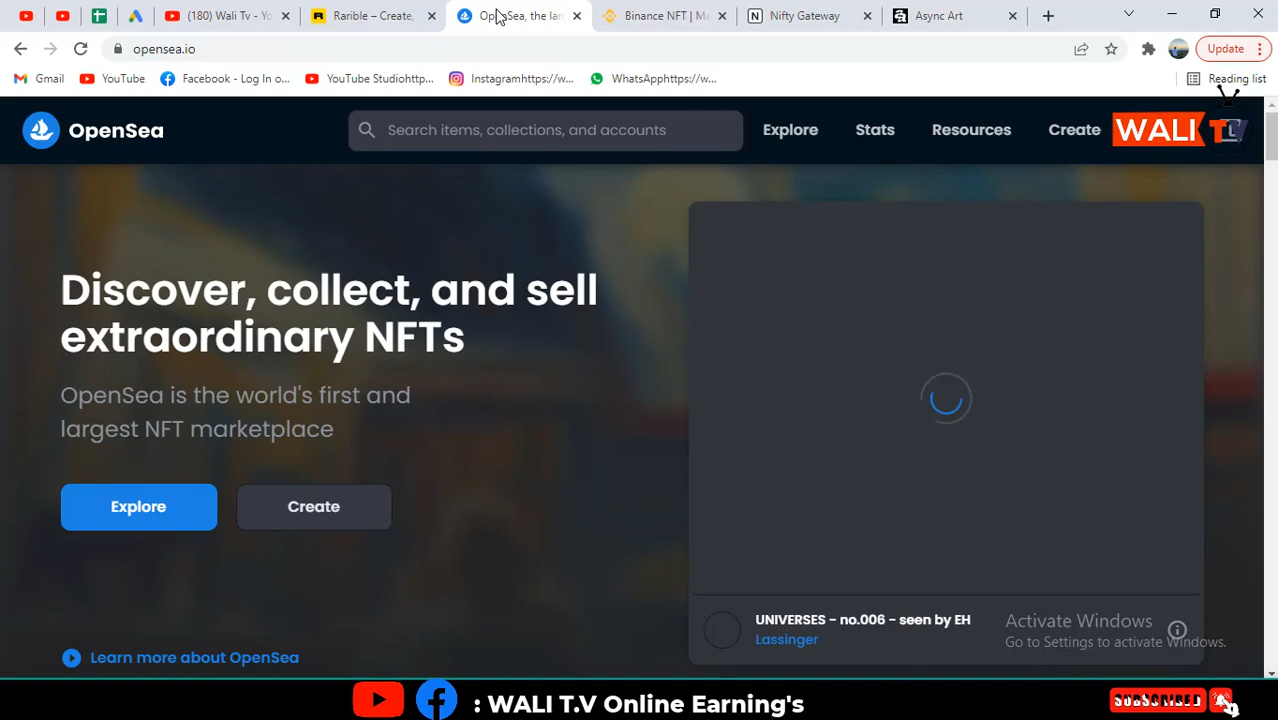 (180) Wali Tv - Yo
Rarible – Create,
OpenSea, the lar
Binance NFT | Ma
Nifty Gateway
Async Art
opensea.io
Update
Gmail
YouTube
Facebook - Log In o...
YouTube Studiohttp...
Instagramhttps://w...
WhatsApphttps://w...
Reading list
OpenSea
Search items, collections, and accounts
Explore
Stats
Resources
Create
WALI TV
Discover, collect, and sell
extraordinary NFTs
OpenSea is the world's first and
largest NFT marketplace
Explore
Create
UNIVERSES - no.006 - seen by EH
Lassinger
Activate Windows
Go to Settings to activate Windows.
Learn more about OpenSea
: WALI T.V Online Earning's
SUBSCRIBED